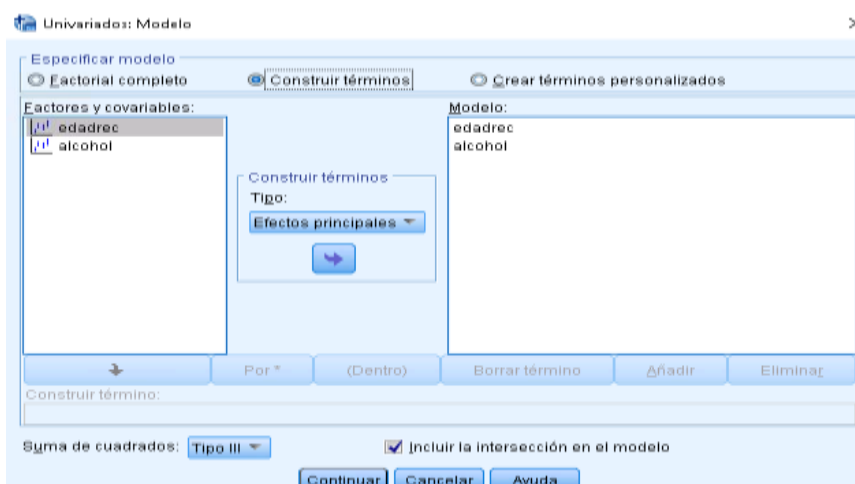 Univariados: Modelo
Especificar modelo
Factorial completo
Construir términos
Crear términos personalizados
Factores y covariables:
edadrec
alcohol
Construir términos
Tipo:
Efectos principales
Modelo:
edadrec
alcohol
Por *
(Dentro)
Borrar término
Añadir
Eliminar
Construir término:
Suma de cuadrados:
Tipo III
Incluir la intersección en el modelo
Continuar
Cancelar
Ayuda